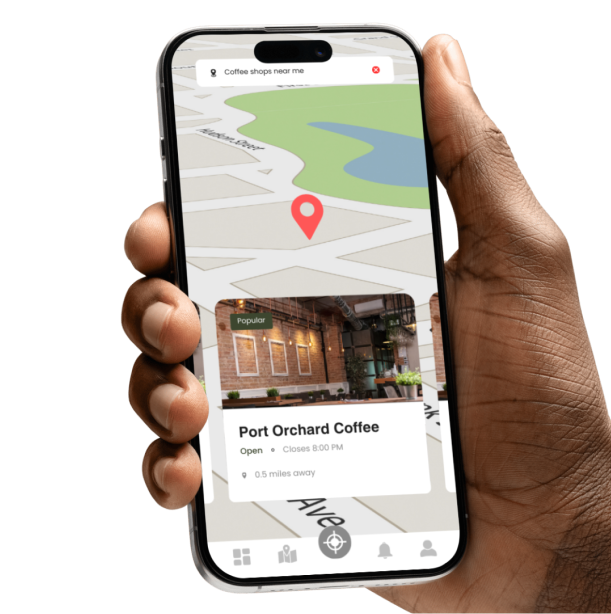 Coffee shops near me
Hudson Street
Popular
Port Orchard Coffee
Open Closes 8:00 PM
0.5 miles away
Ave